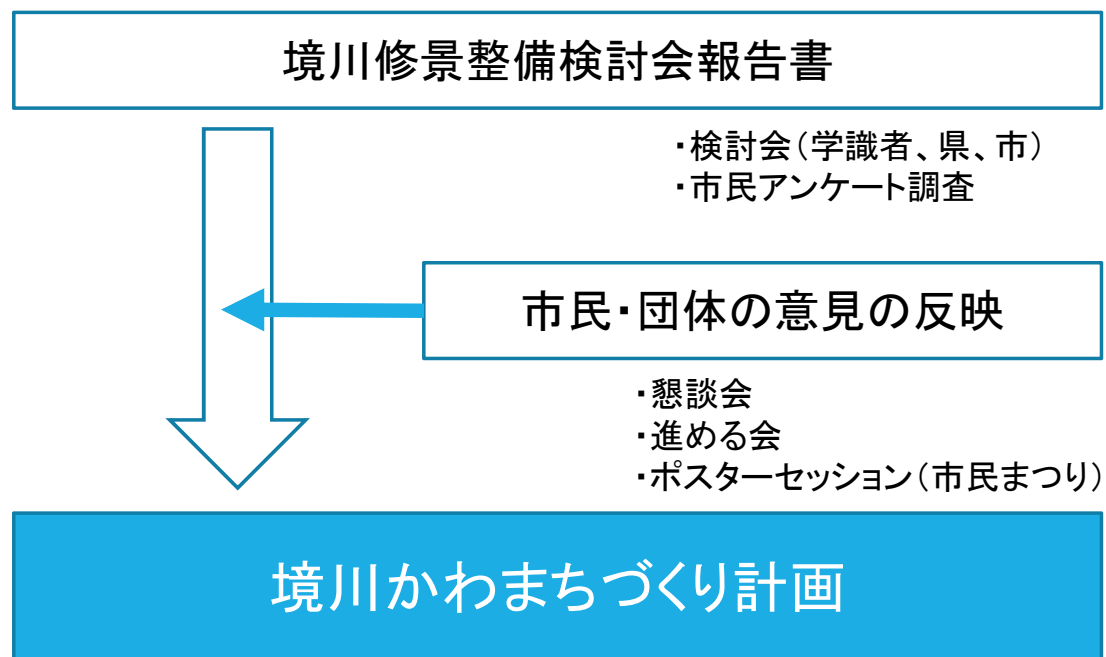 境川修景整備検討会報告書
・検討会(学識者、県、市)
・市民アンケート調査
市民・団体の意見の反映
・懇談会
・進める会
・ポスターセッション(市民まつり)
境川かわまちづくり計画